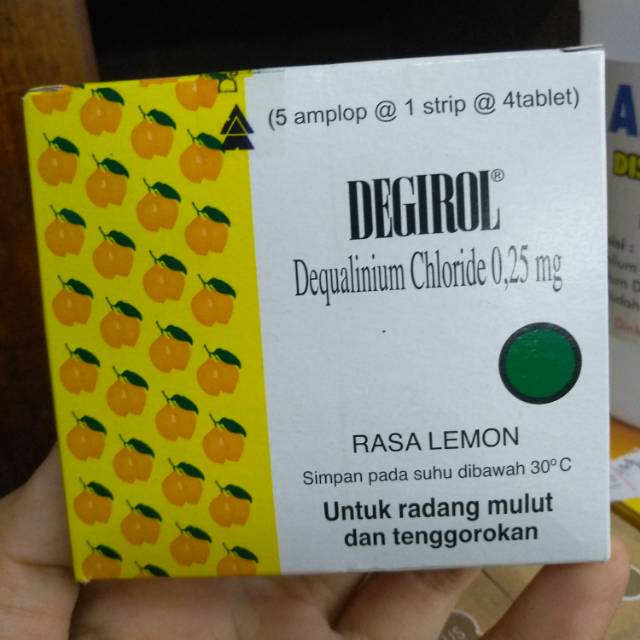 (5 amplop @ 1 strip @ 4tablet)
DEGIROL®
Dequalinium Chloride 0,25 mg
RASA LEMON
Simpan pada suhu dibawah 30°C
Untuk radang mulut
dan tenggorokan